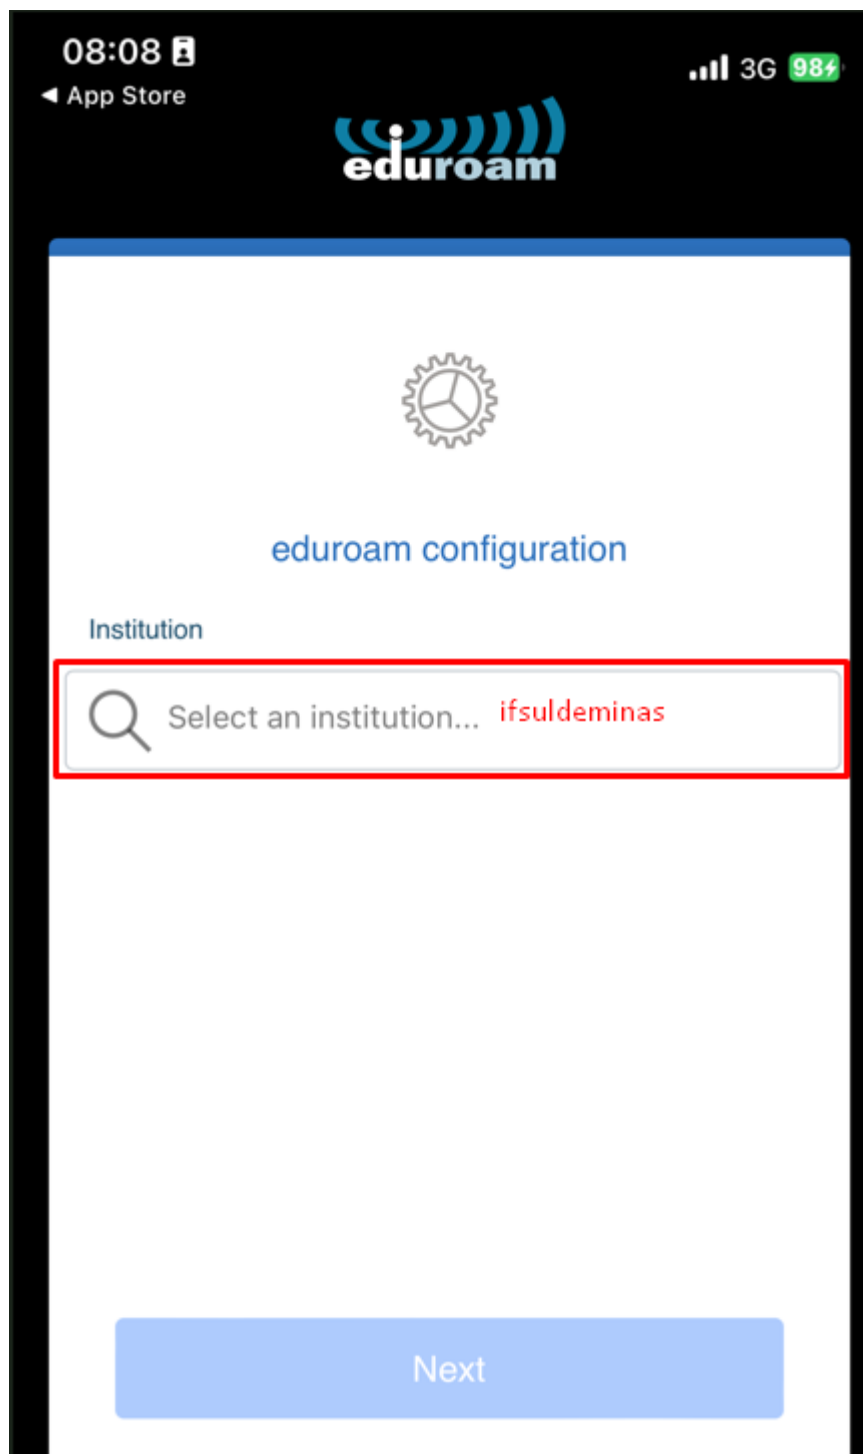 08:08
3G 98
◀ App Store
eduroam
eduroam configuration
Institution
Select an institution... ifsuldeminas
Next